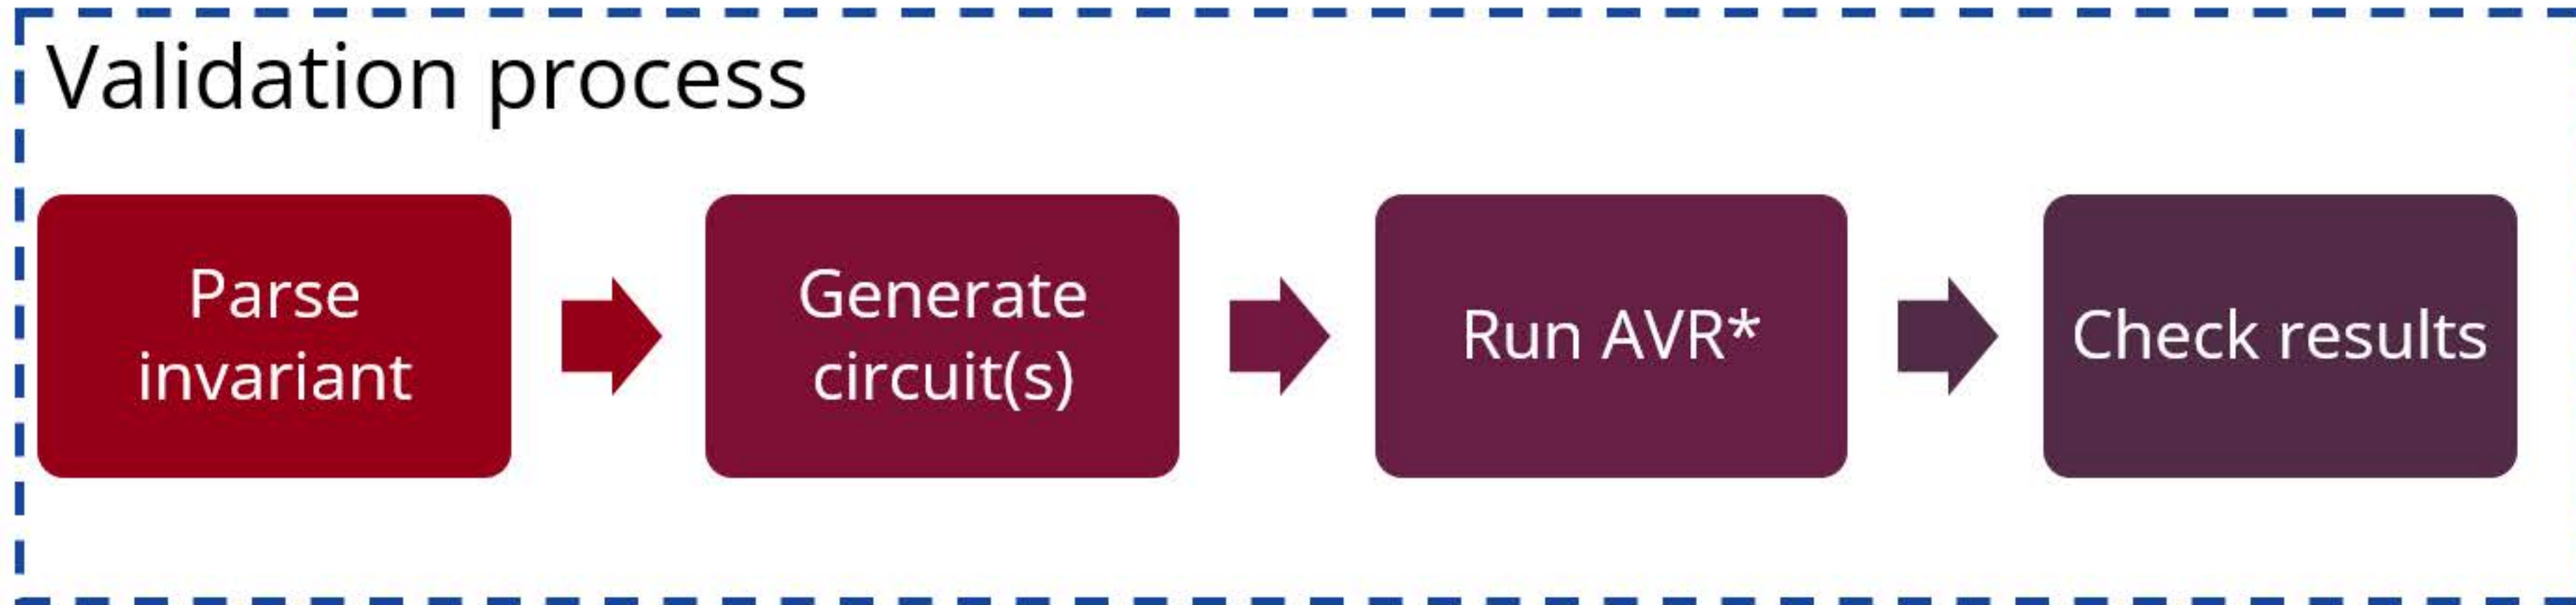 Validation process
Parse
invariant
Generate
circuit(s)
Run AVR*
Check results